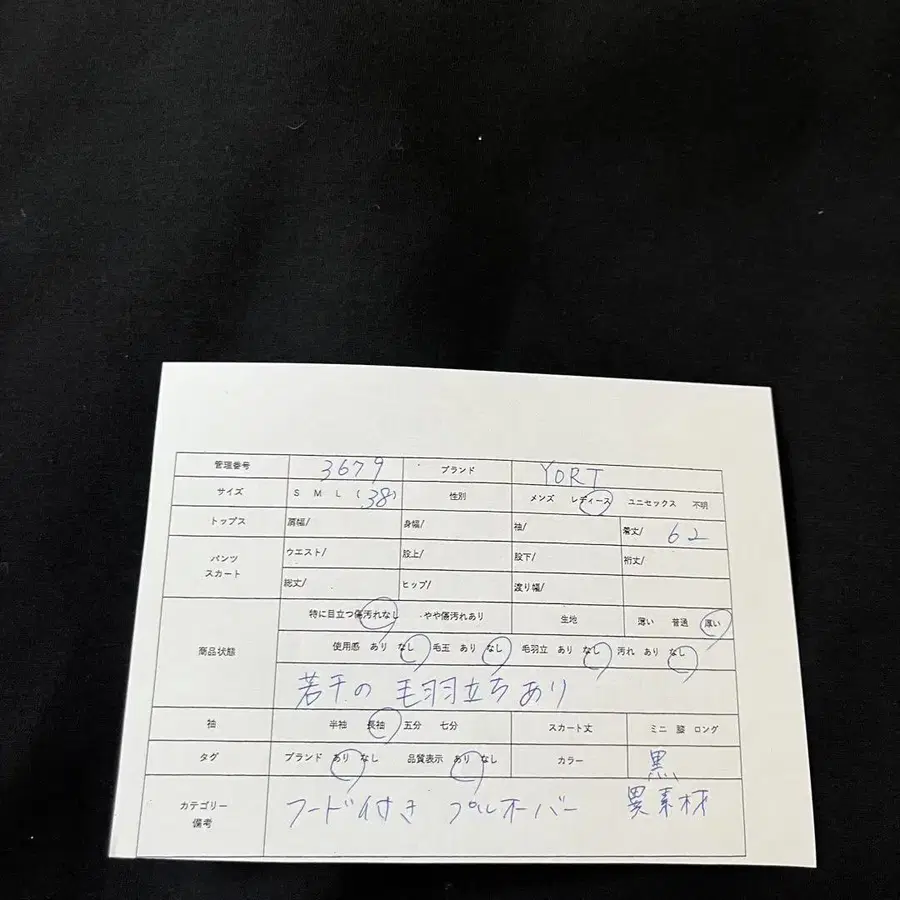 管理番号 3679 ブランド YORT
サイズ S M L (38) 性別 メンズ レディース ユニセックス 不明
トップス 肩幅/ 身幅/ 袖/ 着丈/ 62
パンツ スカート ウエスト/ 股上/ 股下/ 裄丈/
総丈/ ヒップ/ 渡り幅/
商品状態 特に目立つ傷汚れなし ・やや傷汚れあり 生地 薄い 普通 厚い
使用感 あり なし 毛玉 あり なし 毛羽立 あり なし 汚れ あり なし
若干の毛羽立ちあり
袖 半袖 長袖 五分 七分 スカート丈 ミニ 膝 ロング
タグ ブランド あり なし 品質表示 あり なし カラー 黒
カテゴリー 備考 フード付き プルオーバー 異素材